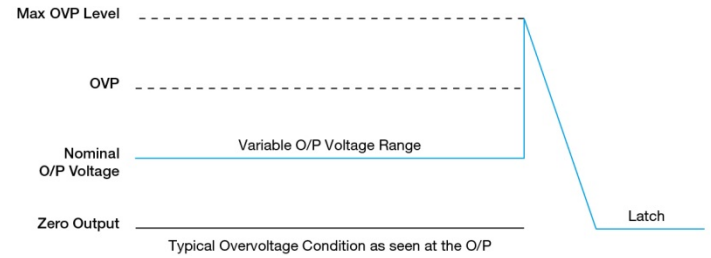 Max OVP Level
OVP
Variable O/P Voltage Range
Nominal
O/P Voltage
Zero Output
Latch
Typical Overvoltage Condition as seen at the O/P